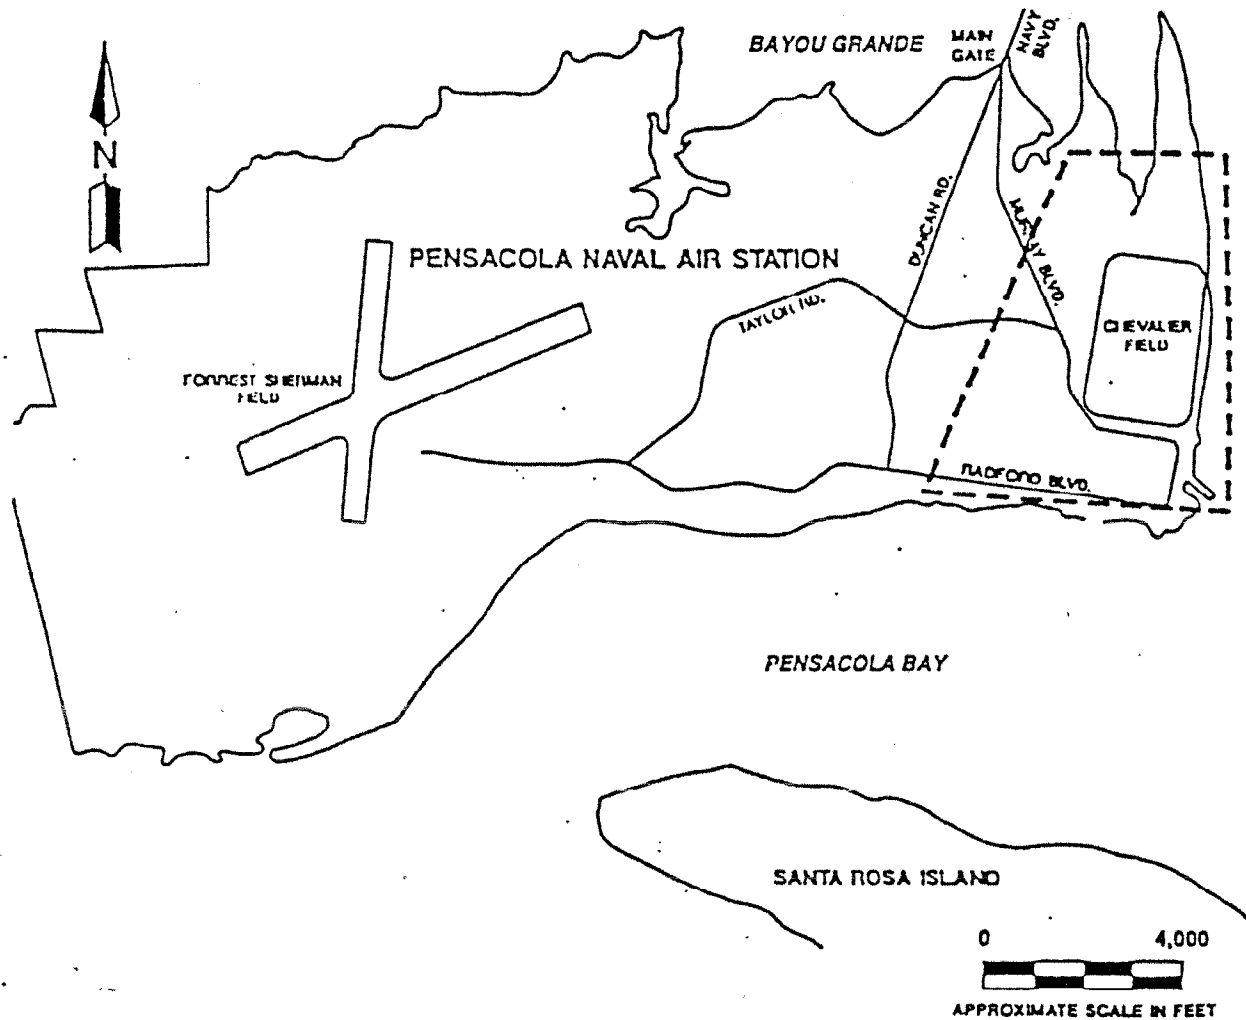 BAYOU GRANDE
MAIN
GATE
NAVY
BLVD.
N
DUNCAN RD.
MURRAY BLVD.
PENSACOLA NAVAL AIR STATION
TAYLOR RD.
CHEVALIER
FIELD
FORREST SHERMAN
FIELD
RADFORD BLVD.
PENSACOLA BAY
SANTA ROSA ISLAND
0 4,000
APPROXIMATE SCALE IN FEET